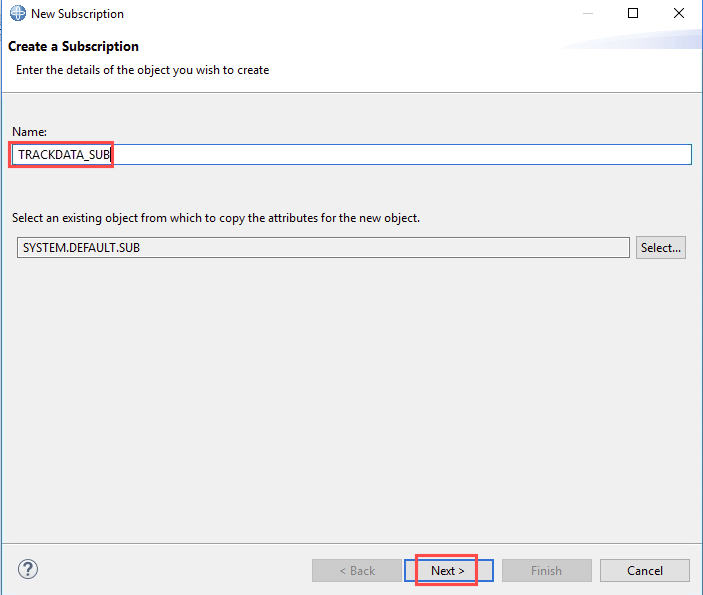 New Subscription
Create a Subscription
Enter the details of the object you wish to create
Name:
TRACKDATA_SUB
Select an existing object from which to copy the attributes for the new object.
SYSTEM.DEFAULT.SUB
Select...
?
< Back
Next >
Finish
Cancel